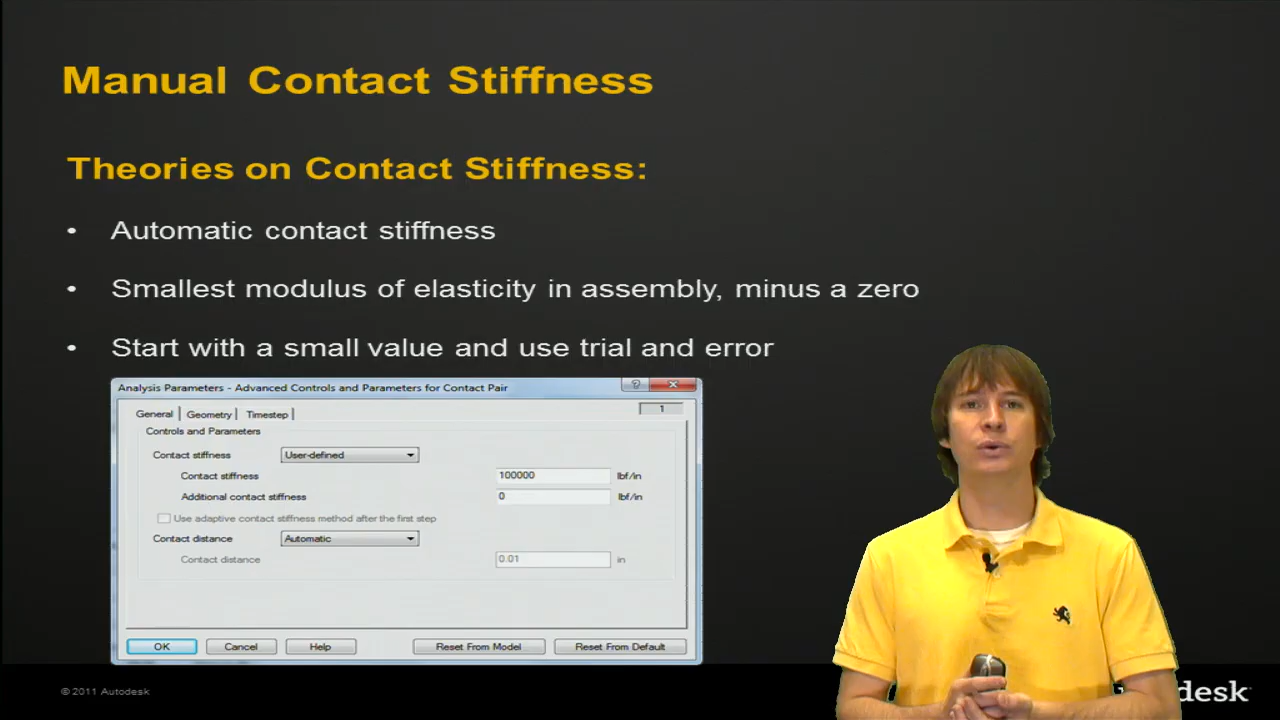 Manual Contact Stiffness
Theories on Contact Stiffness:
• Automatic contact stiffness
• Smallest modulus of elasticity in assembly, minus a zero
• Start with a small value and use trial and error
Analysis Parameters - Advanced Controls and Parameters for Contact Pair
General Geometry Timestep 1
Controls and Parameters
Contact stiffness User-defined
Contact stiffness 100000 lbf/in
Additional contact stiffness 0 lbf/in
Use adaptive contact stiffness method after the first step
Contact distance Automatic
Contact distance 0.01 in
OK Cancel Help Reset From Model Reset From Default
© 2011 Autodesk